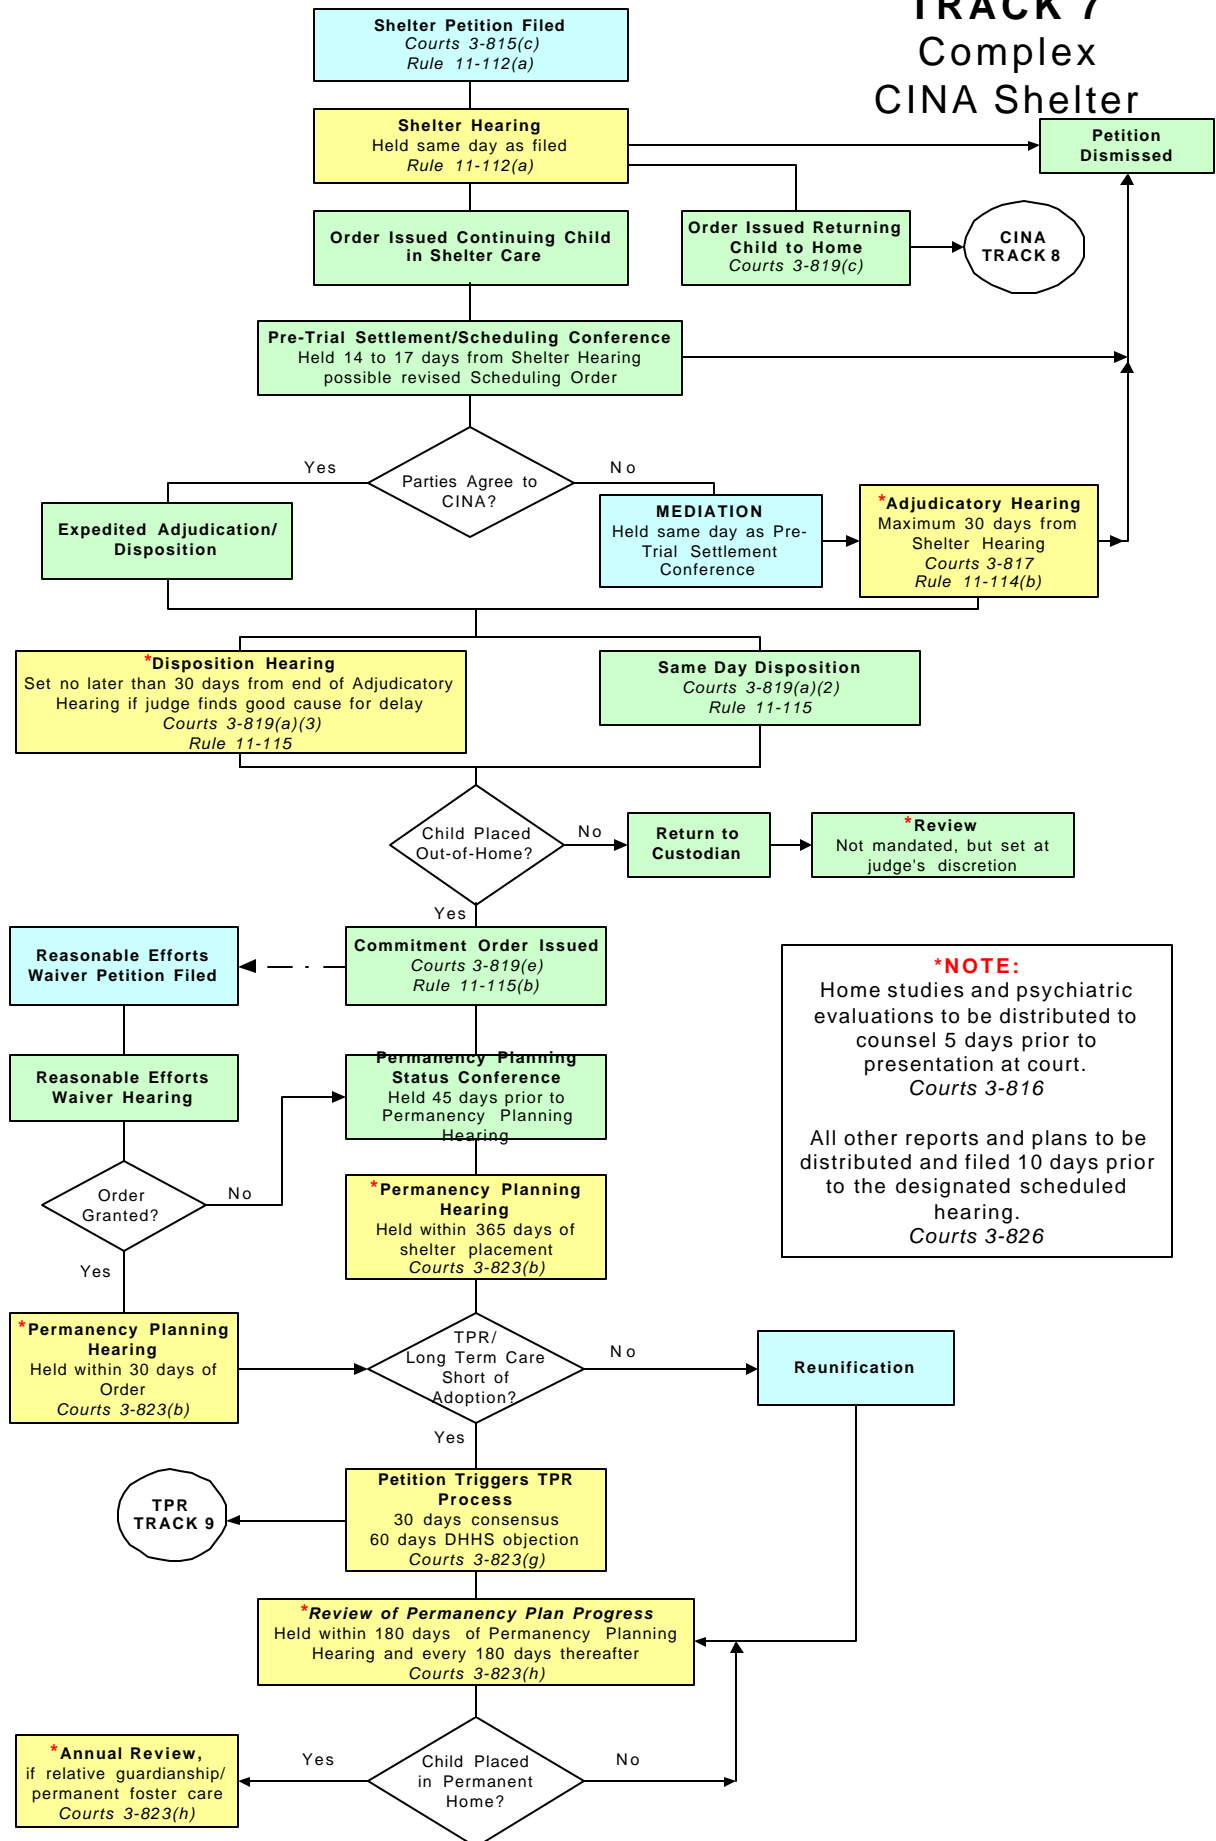 TRACK 7
Complex
CINA Shelter
Shelter Petition Filed
Courts 3-815(c)
Rule 11-112(a)
Shelter Hearing
Held same day as filed
Rule 11-112(a)
Petition
Dismissed
Order Issued Continuing Child
in Shelter Care
Order Issued Returning
Child to Home
Courts 3-819(c)
CINA
TRACK 8
Pre-Trial Settlement/Scheduling Conference
Held 14 to 17 days from Shelter Hearing
possible revised Scheduling Order
Yes
Parties Agree to
CINA?
No
Expedited Adjudication/
Disposition
MEDIATION
Held same day as Pre-
Trial Settlement
Conference
*Adjudicatory Hearing
Maximum 30 days from
Shelter Hearing
Courts 3-817
Rule 11-114(b)
*Disposition Hearing
Set no later than 30 days from end of Adjudicatory
Hearing if judge finds good cause for delay
Courts 3-819(a)(3)
Rule 11-115
Same Day Disposition
Courts 3-819(a)(2)
Rule 11-115
Child Placed
Out-of-Home?
No
Return to
Custodian
*Review
Not mandated, but set at
judge's discretion
Yes
Reasonable Efforts
Waiver Petition Filed
Commitment Order Issued
Courts 3-819(e)
Rule 11-115(b)
*NOTE:
Home studies and psychiatric
evaluations to be distributed to
counsel 5 days prior to
presentation at court.
Courts 3-816
All other reports and plans to be
distributed and filed 10 days prior
to the designated scheduled
hearing.
Courts 3-826
Reasonable Efforts
Waiver Hearing
Permanency Planning
Status Conference
Held 45 days prior to
Permanency Planning
Hearing
Order
Granted?
No
*Permanency Planning
Hearing
Held within 365 days of
shelter placement
Courts 3-823(b)
Yes
*Permanency Planning
Hearing
Held within 30 days of
Order
Courts 3-823(b)
TPR/
Long Term Care
Short of
Adoption?
No
Reunification
Yes
TPR
TRACK 9
Petition Triggers TPR
Process
30 days consensus
60 days DHHS objection
Courts 3-823(g)
*Review of Permanency Plan Progress
Held within 180 days of Permanency Planning
Hearing and every 180 days thereafter
Courts 3-823(h)
*Annual Review,
if relative guardianship/
permanent foster care
Courts 3-823(h)
Yes
Child Placed
in Permanent
Home?
No